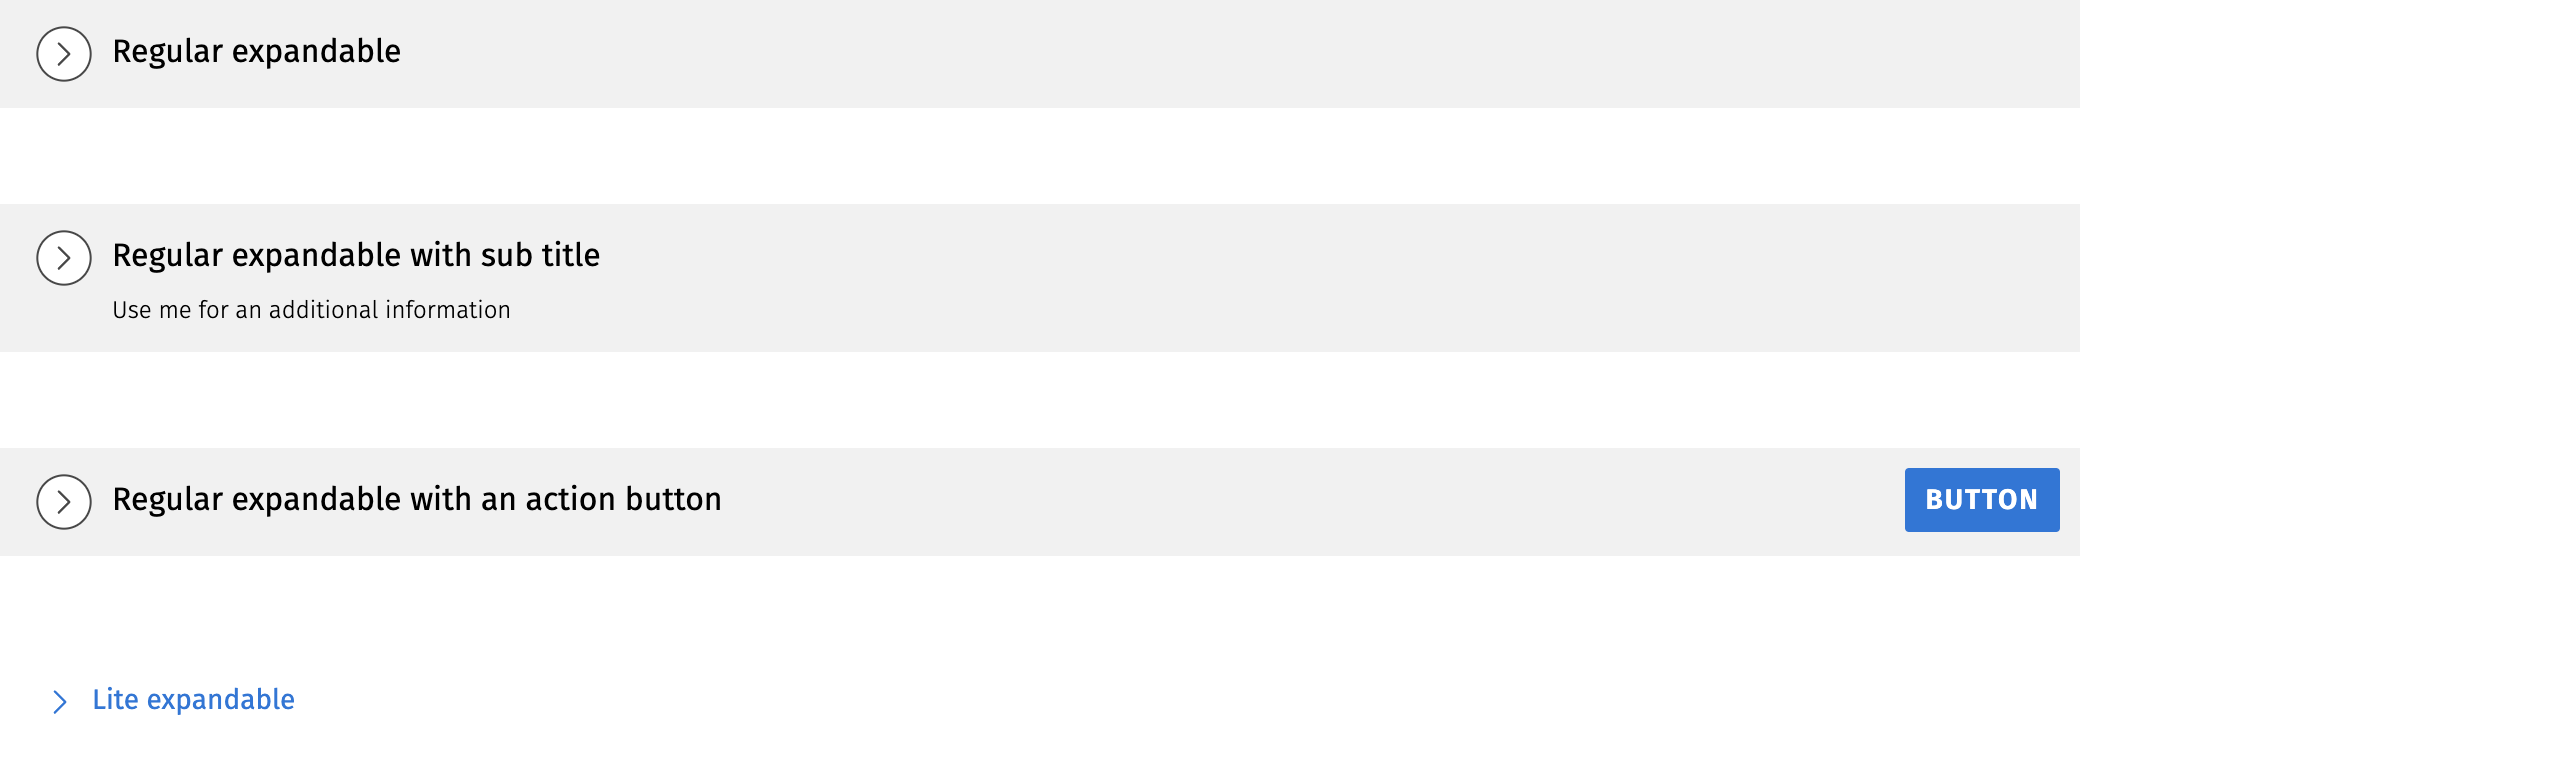 Regular expandable
Regular expandable with sub title
Use me for an additional information
Regular expandable with an action button
BUTTON
Lite expandable